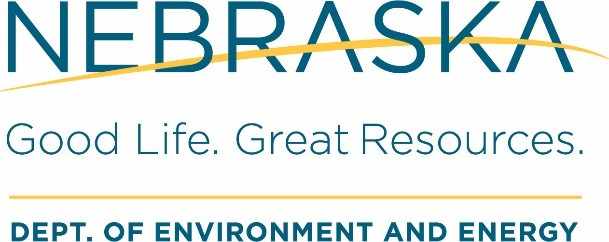 NEBRASKA
Good Life. Great Resources.
DEPT. OF ENVIRONMENT AND ENERGY